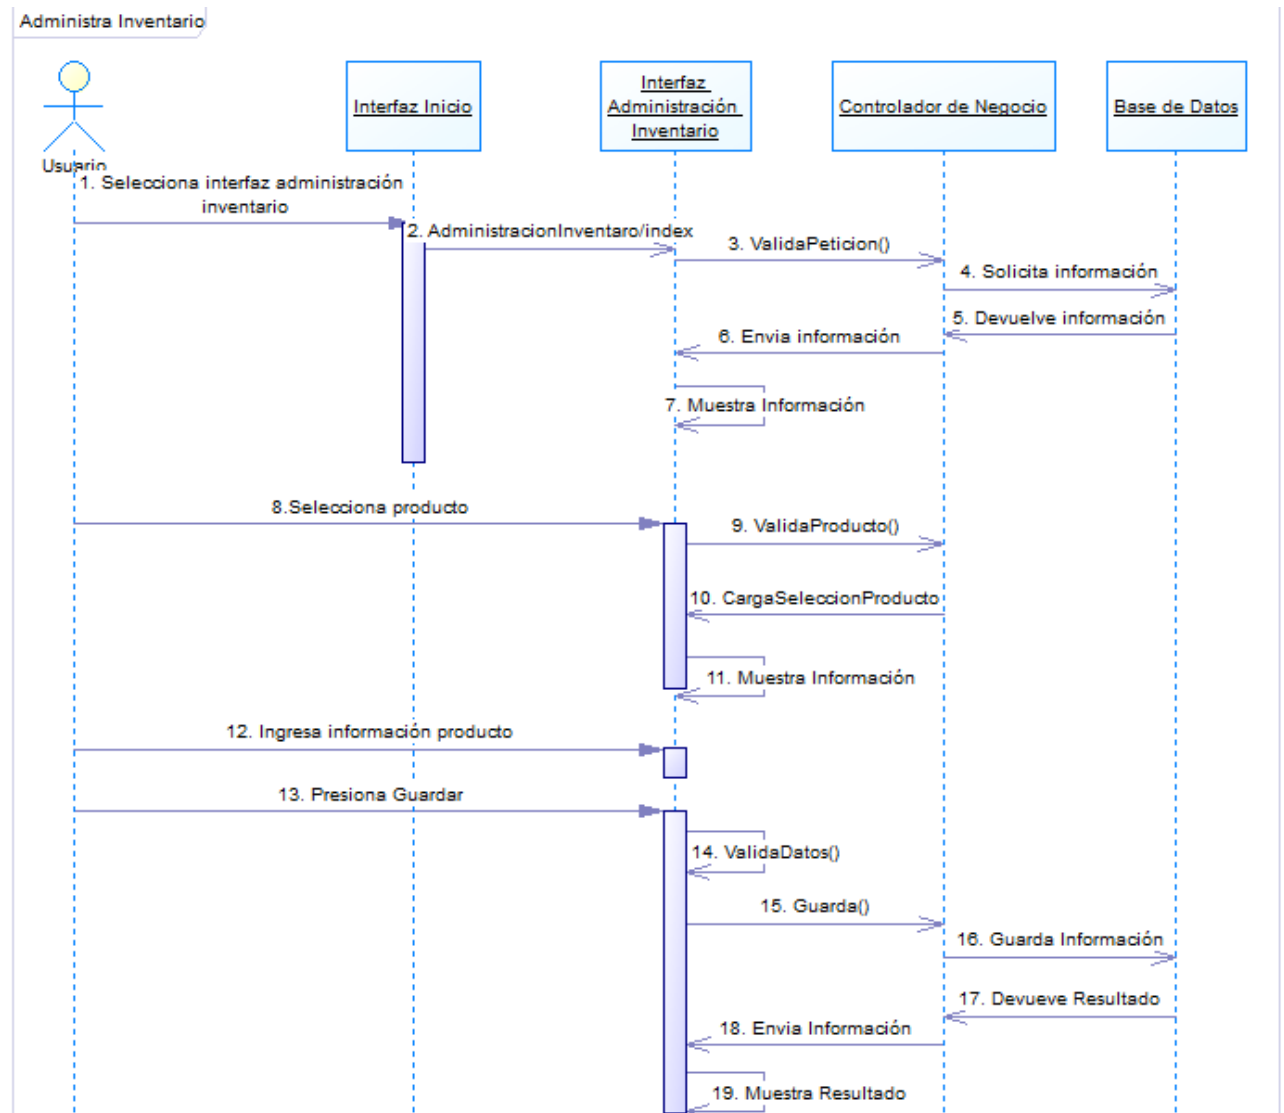 Administra Inventario
Interfaz Inicio
Interfaz
Administración
Inventario
Controlador de Negocio
Base de Datos
Usuario
1. Selecciona interfaz administración
inventario
2. AdministracionInventaro/index
3. ValidaPeticion()
4. Solicita información
5. Devuelve información
6. Envia información
7. Muestra Información
8.Selecciona producto
9. ValidaProducto()
10. CargaSeleccionProducto
11. Muestra Información
12. Ingresa información producto
13. Presiona Guardar
14. ValidaDatos()
15. Guarda()
16. Guarda Información
17. Devueve Resultado
18. Envia Información
19. Muestra Resultado